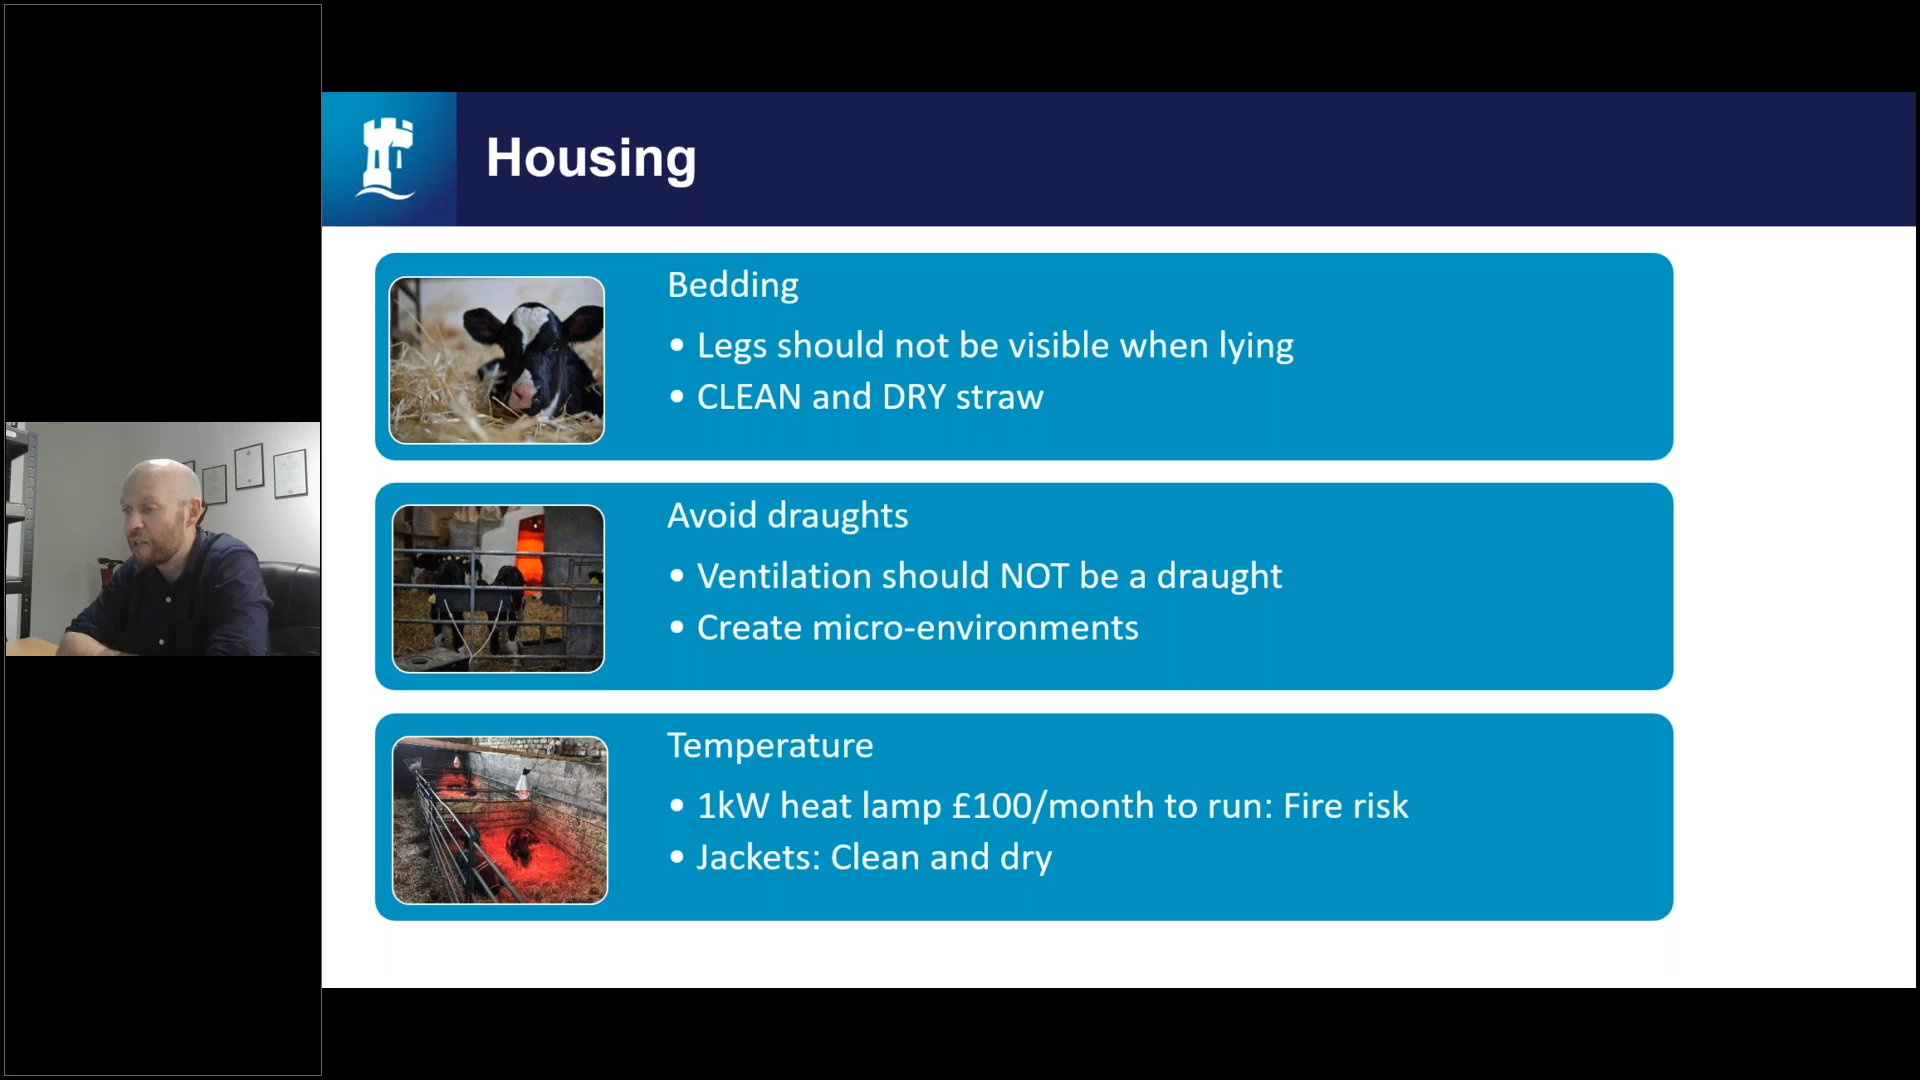 Housing
Bedding
• Legs should not be visible when lying
• CLEAN and DRY straw
Avoid draughts
• Ventilation should NOT be a draught
• Create micro-environments
Temperature
• 1kW heat lamp £100/month to run: Fire risk
• Jackets: Clean and dry